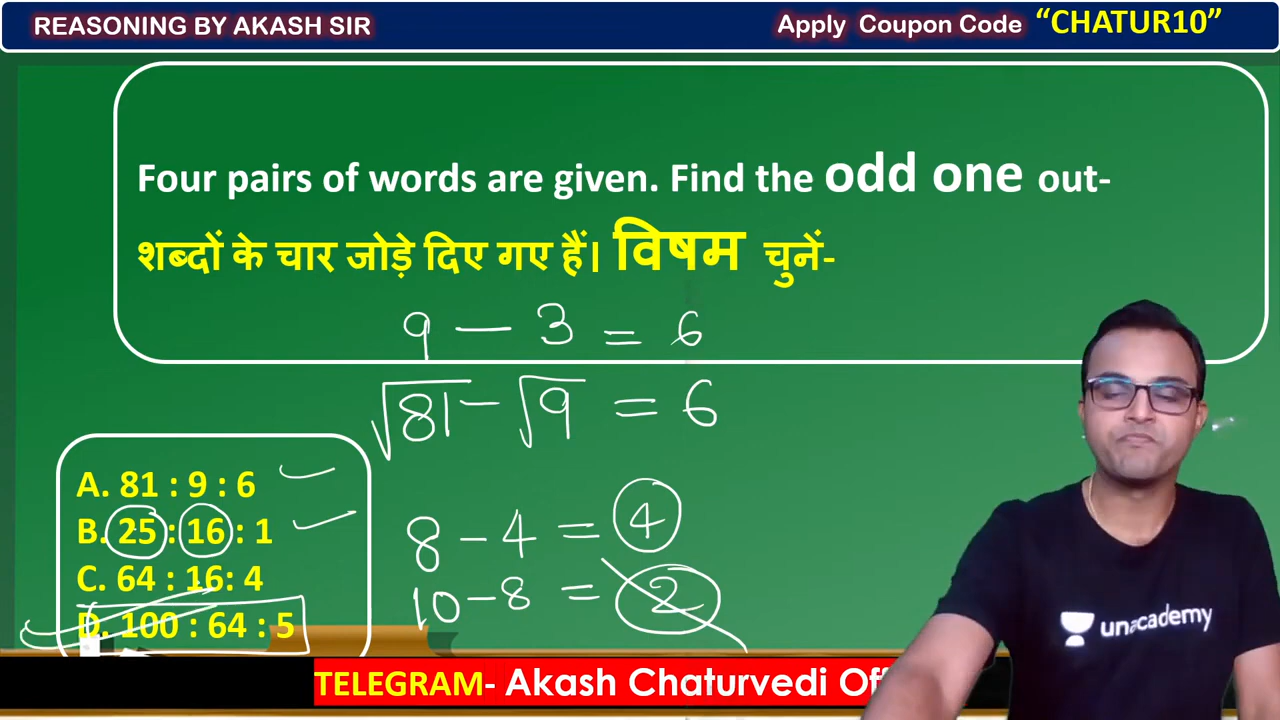 REASONING BY AKASH SIR
Apply Coupon Code “CHATUR10”
Four pairs of words are given. Find the odd one out-
शब्दों के चार जोड़े दिए गए हैं। विषम चुनें-
9 - 3 = 6
√81 - √9 = 6
A. 81 : 9 : 6
B. 25 : 16 : 1
C. 64 : 16: 4
D. 100 : 64 : 5
8 - 4 = 4
10 - 8 = 2
unacademy
TELEGRAM- Akash Chaturvedi Off